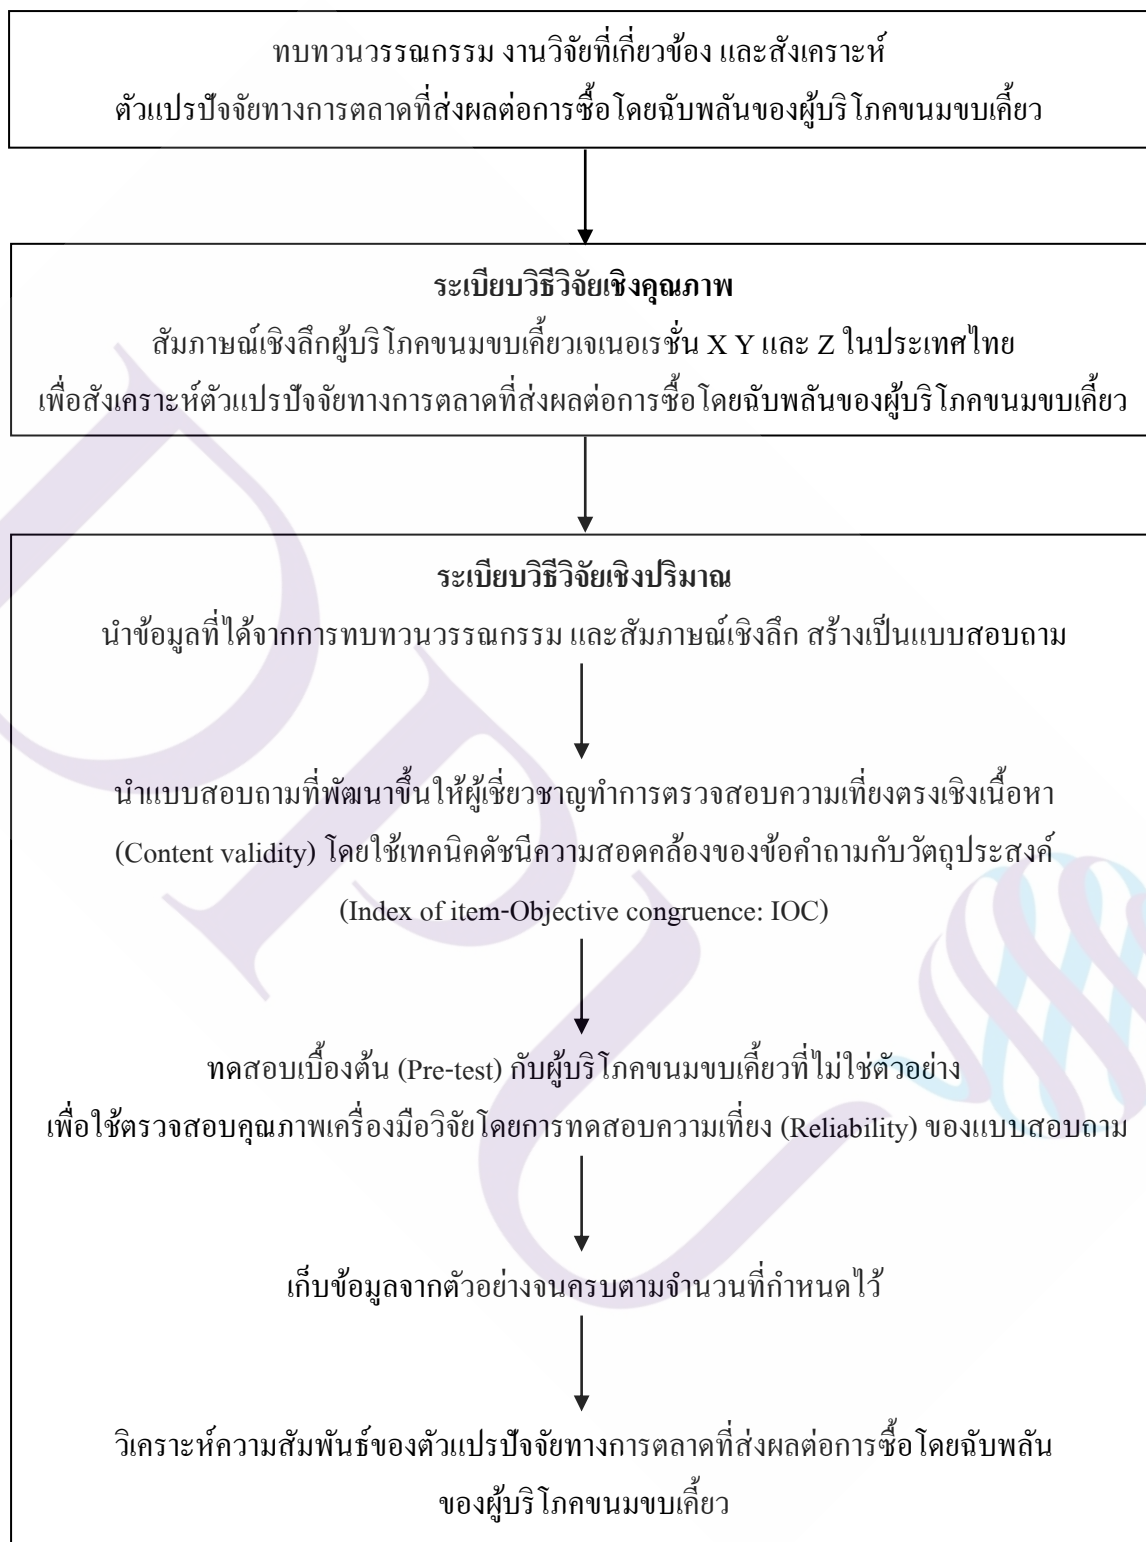 ทบทวนวรรณกรรม งานวิจัยที่เกี่ยวข้อง และสังเคราะห์
ตัวแปรปัจจัยทางการตลาดที่ส่งผลต่อการซื้อโดยฉับพลันของผู้บริโภคขนมขบเคี้ยว
ระเบียบวิธีวิจัยเชิงคุณภาพ
สัมภาษณ์เชิงลึกผู้บริโภคขนมขบเคี้ยวเจเนอเรชั่น X Y และ Z ในประเทศไทย
เพื่อสังเคราะห์ตัวแปรปัจจัยทางการตลาดที่ส่งผลต่อการซื้อโดยฉับพลันของผู้บริโภคขนมขบเคี้ยว
ระเบียบวิธีวิจัยเชิงปริมาณ
นำข้อมูลที่ได้จากการทบทวนวรรณกรรม และสัมภาษณ์เชิงลึก สร้างเป็นแบบสอบถาม
นำแบบสอบถามที่พัฒนาขึ้นให้ผู้เชี่ยวชาญทำการตรวจสอบความเที่ยงตรงเชิงเนื้อหา
(Content validity) โดยใช้เทคนิคดัชนีความสอดคล้องของข้อคำถามกับวัตถุประสงค์
(Index of item-Objective congruence: IOC)
ทดสอบเบื้องต้น (Pre-test) กับผู้บริโภคขนมขบเคี้ยวที่ไม่ใช่ตัวอย่าง
เพื่อใช้ตรวจสอบคุณภาพเครื่องมือวิจัยโดยการทดสอบความเที่ยง (Reliability) ของแบบสอบถาม
เก็บข้อมูลจากตัวอย่างจนครบตามจำนวนที่กำหนดไว้
วิเคราะห์ความสัมพันธ์ของตัวแปรปัจจัยทางการตลาดที่ส่งผลต่อการซื้อโดยฉับพลัน
ของผู้บริโภคขนมขบเคี้ยว
DPU